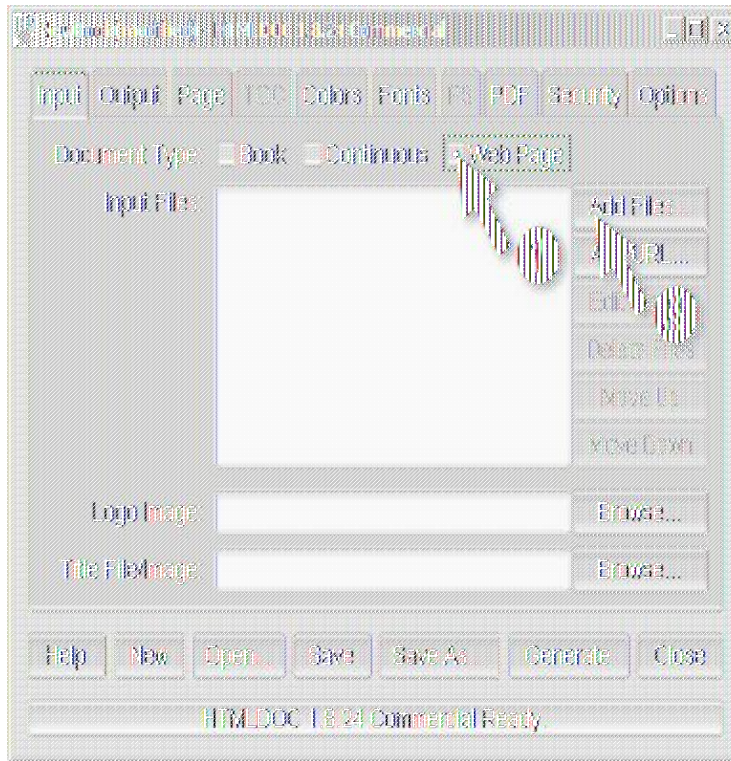 HTMLDOC 1.8.24 Commercial
Input Output Page TOC Colors Fonts PS PDF Security Options
Document Type: Book Continuous Web Page
Input Files:
Add Files...
URL...
Edit
Delete Files
Move Up
Move Down
Logo Image: Browse...
Title File/Image: Browse...
Help New Open... Save Save As Generate Close
HTMLDOC 1.8.24 Commercial Ready.